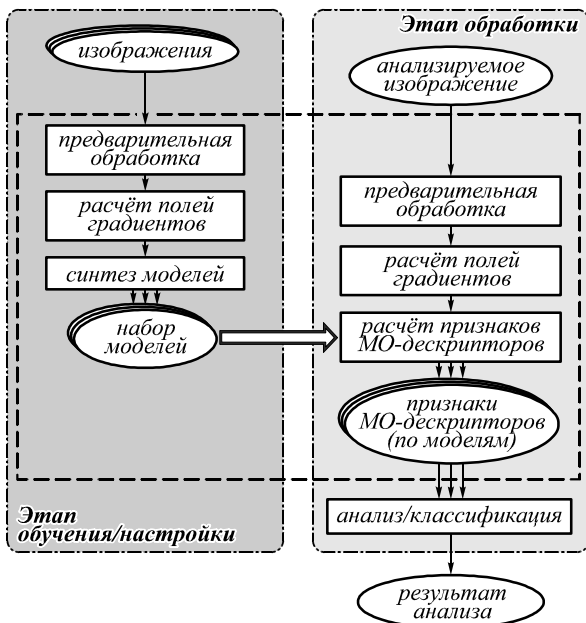 изображения
предварительная
обработка
расчёт полей
градиентов
синтез моделей
набор
моделей
Этап
обучения/настройки
Этап обработки
анализируемое
изображение
предварительная
обработка
расчёт полей
градиентов
расчёт признаков
МО-дескрипторов
признаки
МО-дескрипторов
(по моделям)
анализ/классификация
результат
анализа